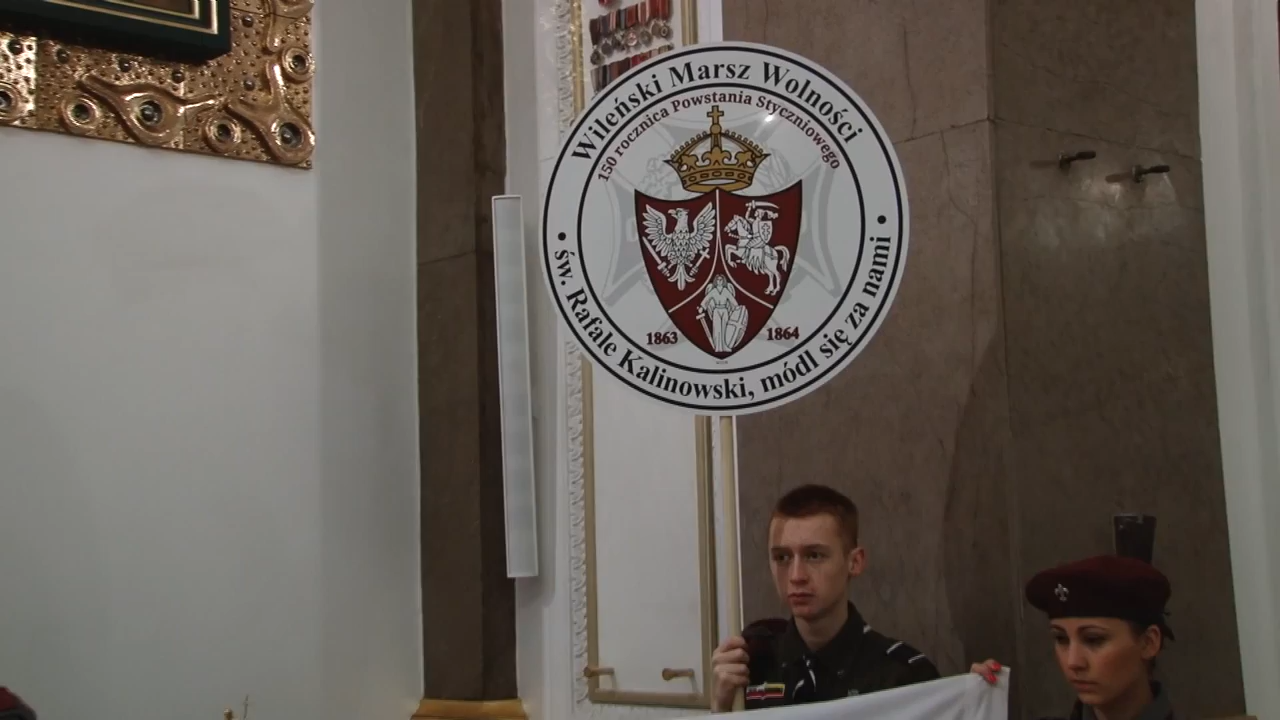 Wileński Marsz Wolności
150 rocznica Powstania Styczniowego
1863 1864
• św. Rafale Kalinowski, módl się za nami •